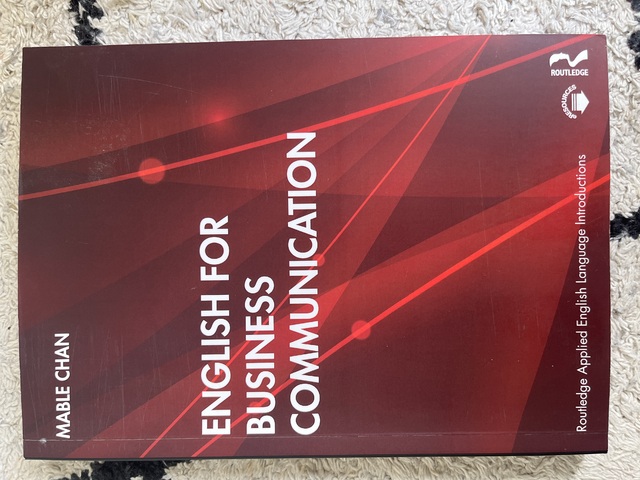 MABLE CHAN
ENGLISH FOR
BUSINESS
COMMUNICATION
Routledge Applied English Language Introductions
eRESOURCES
ROUTLEDGE